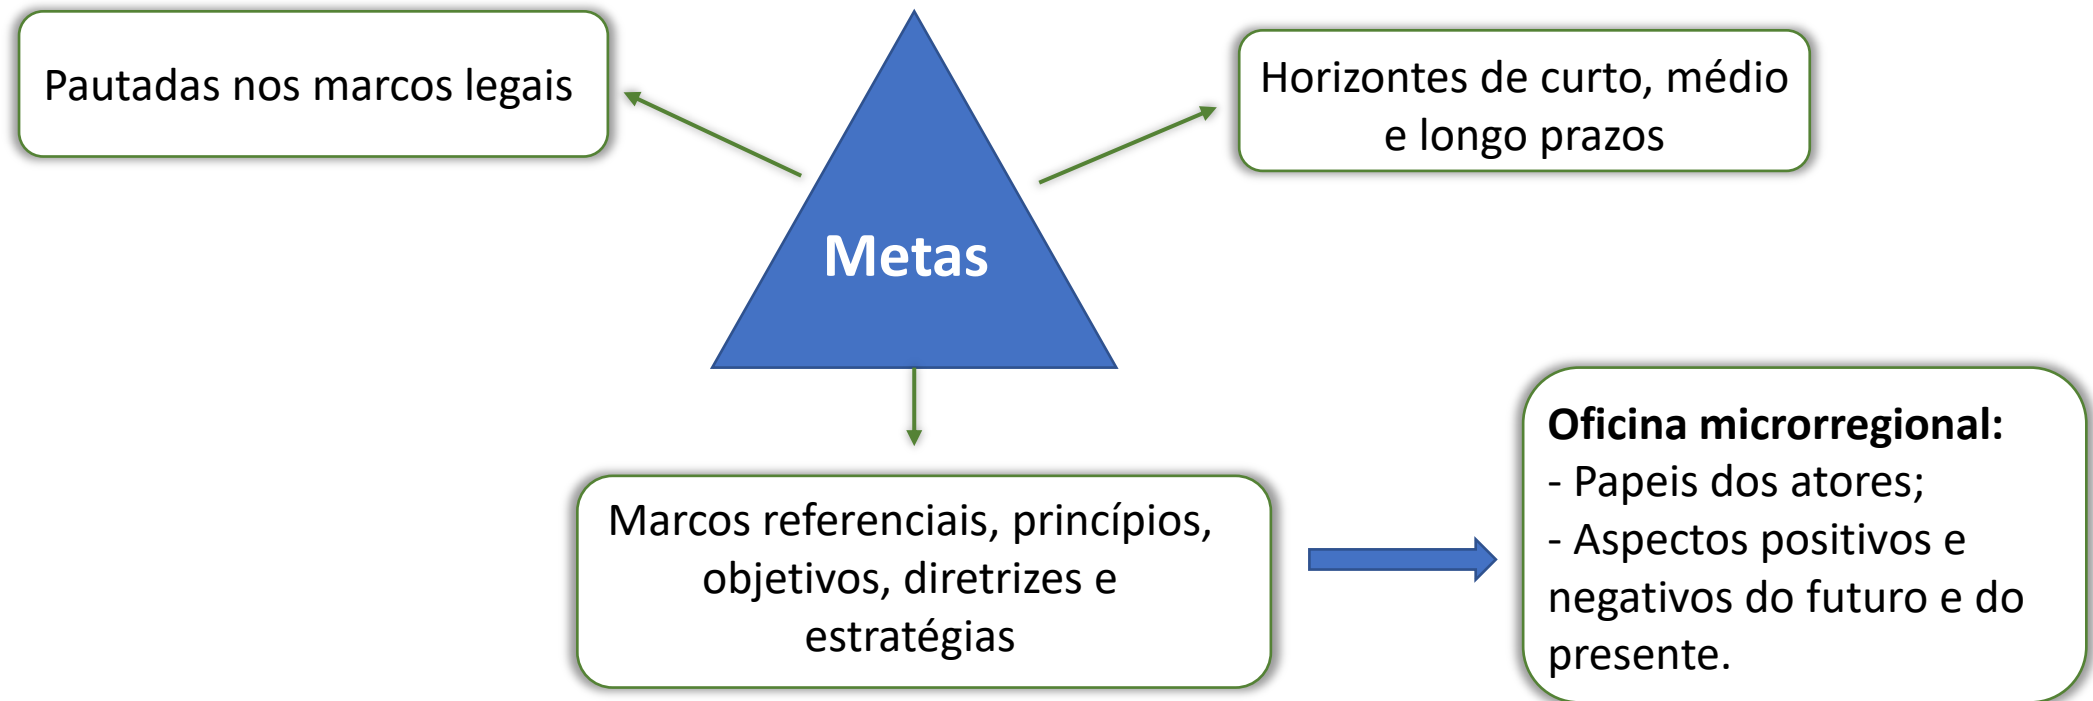 Pautadas nos marcos legais
Horizontes de curto, médio
e longo prazos
Metas
Marcos referenciais, princípios,
objetivos, diretrizes e
estratégias
Oficina microrregional:
- Papeis dos atores;
- Aspectos positivos e
negativos do futuro e do
presente.